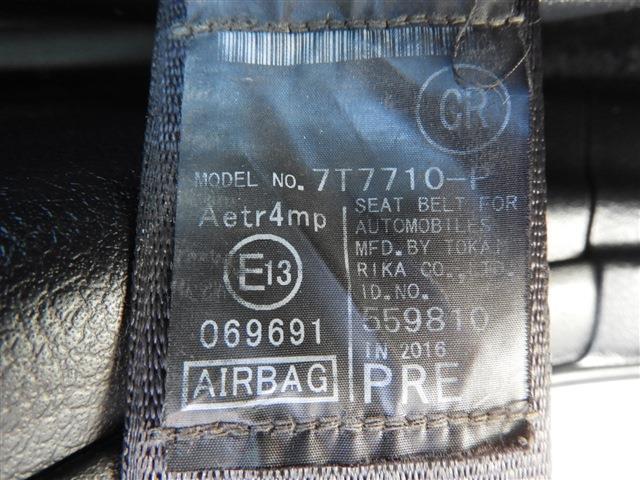 CR
MODEL NO. 7T7710-P
Aetr4mp
E13
069691
AIRBAG
SEAT BELT FOR
AUTOMOBILES
MFD. BY TOKAI
RIKA CO., LTD.
ID. NO.
559810
IN 2016
PRE